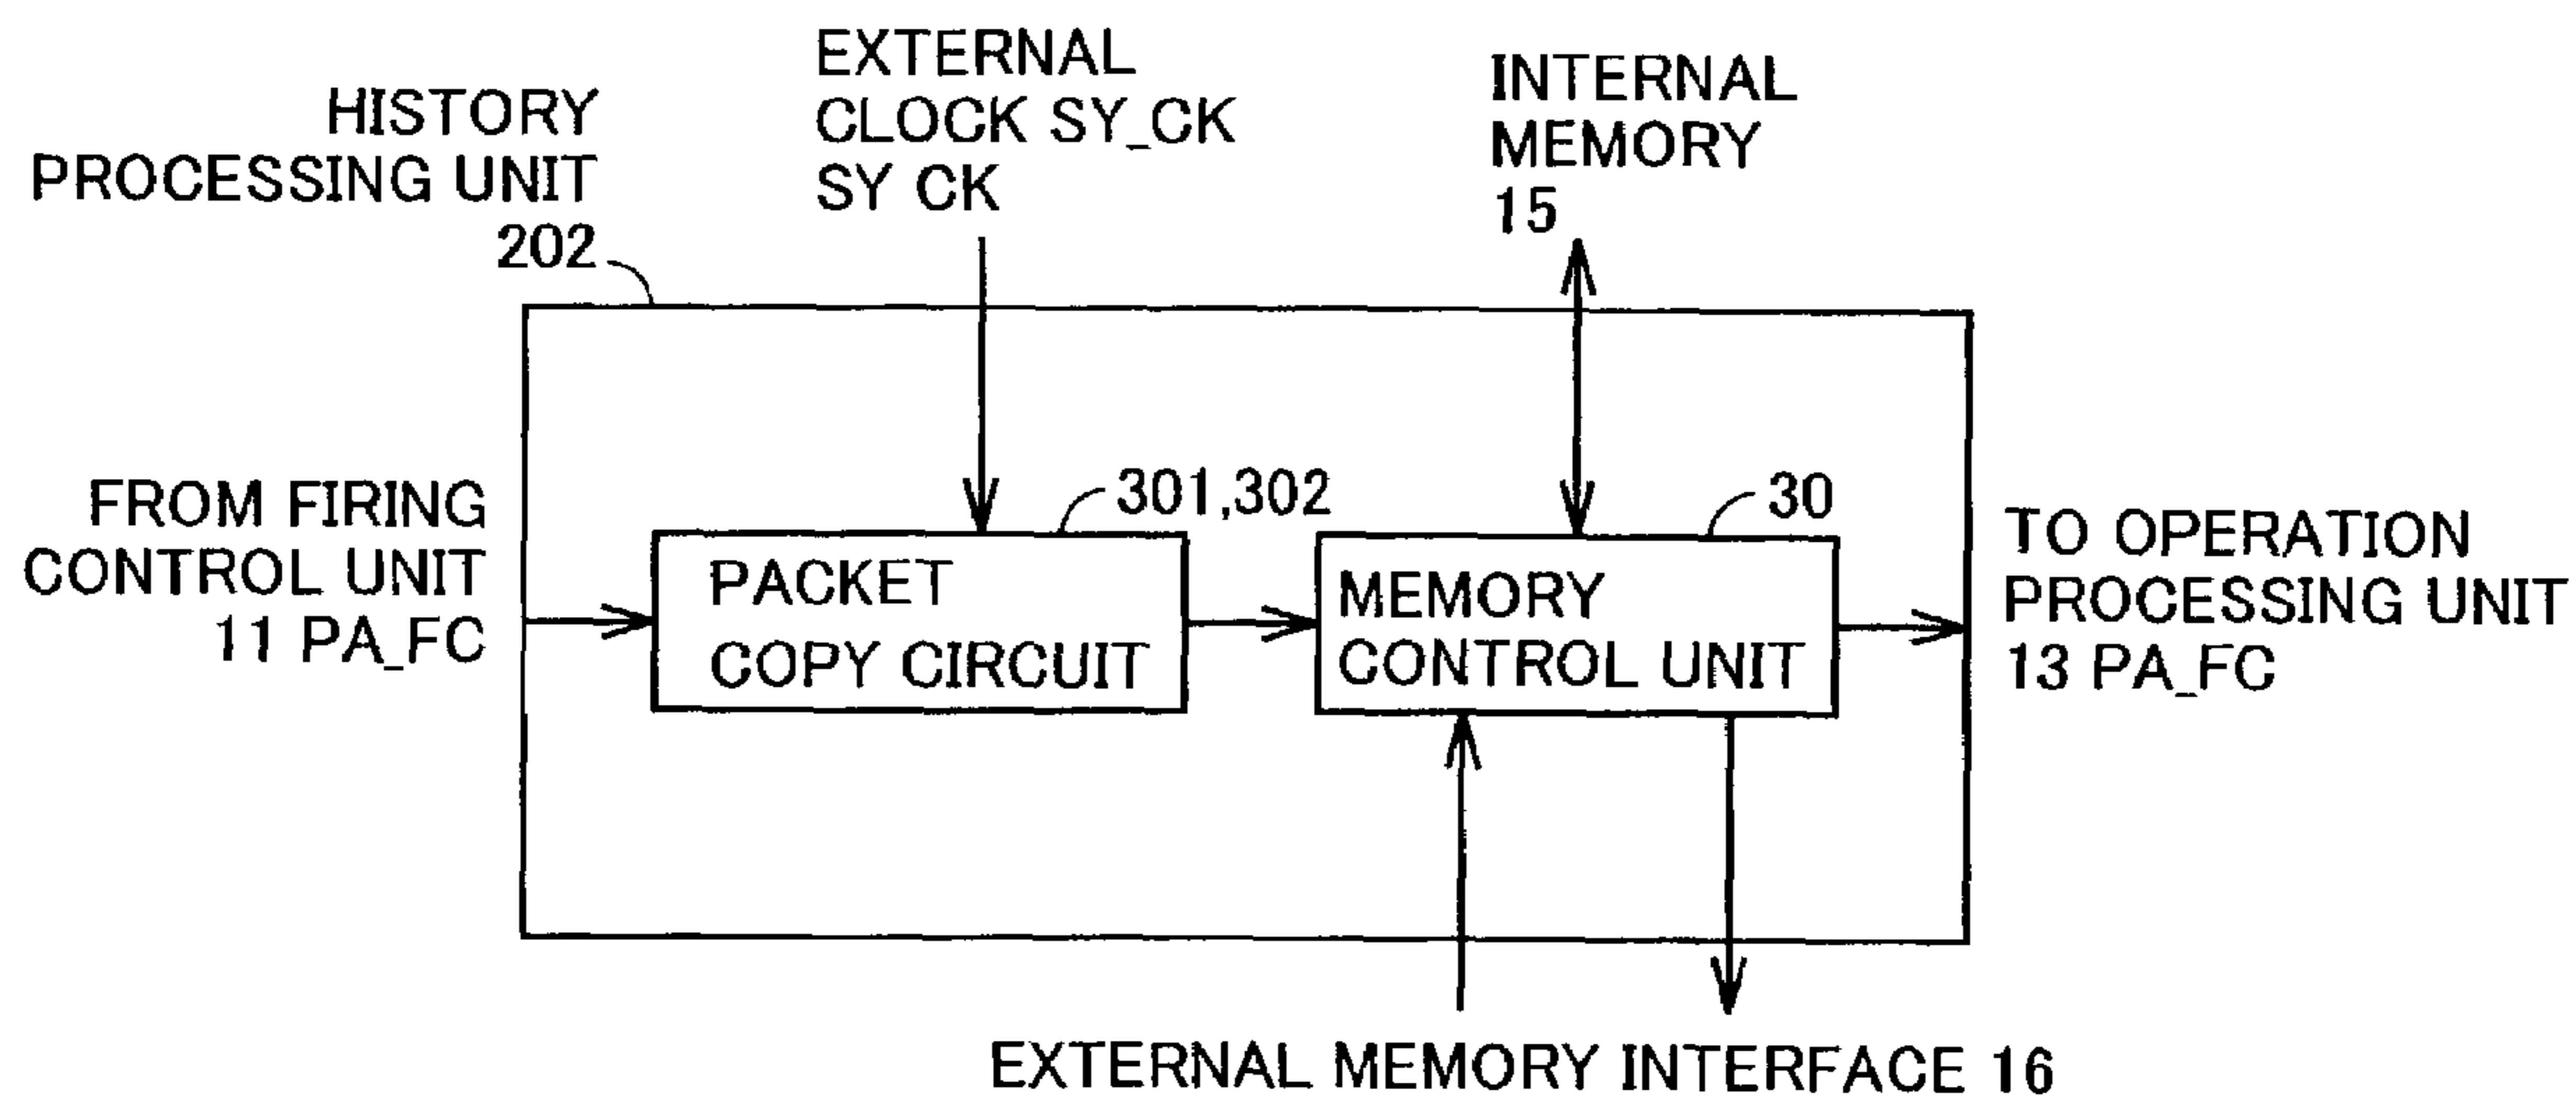 HISTORY
PROCESSING UNIT
202
EXTERNAL
CLOCK SY_CK
SY CK
INTERNAL
MEMORY
15
FROM FIRING
CONTROL UNIT
11 PA_FC
301,302
PACKET
COPY CIRCUIT
30
MEMORY
CONTROL UNIT
TO OPERATION
PROCESSING UNIT
13 PA_FC
EXTERNAL MEMORY INTERFACE 16